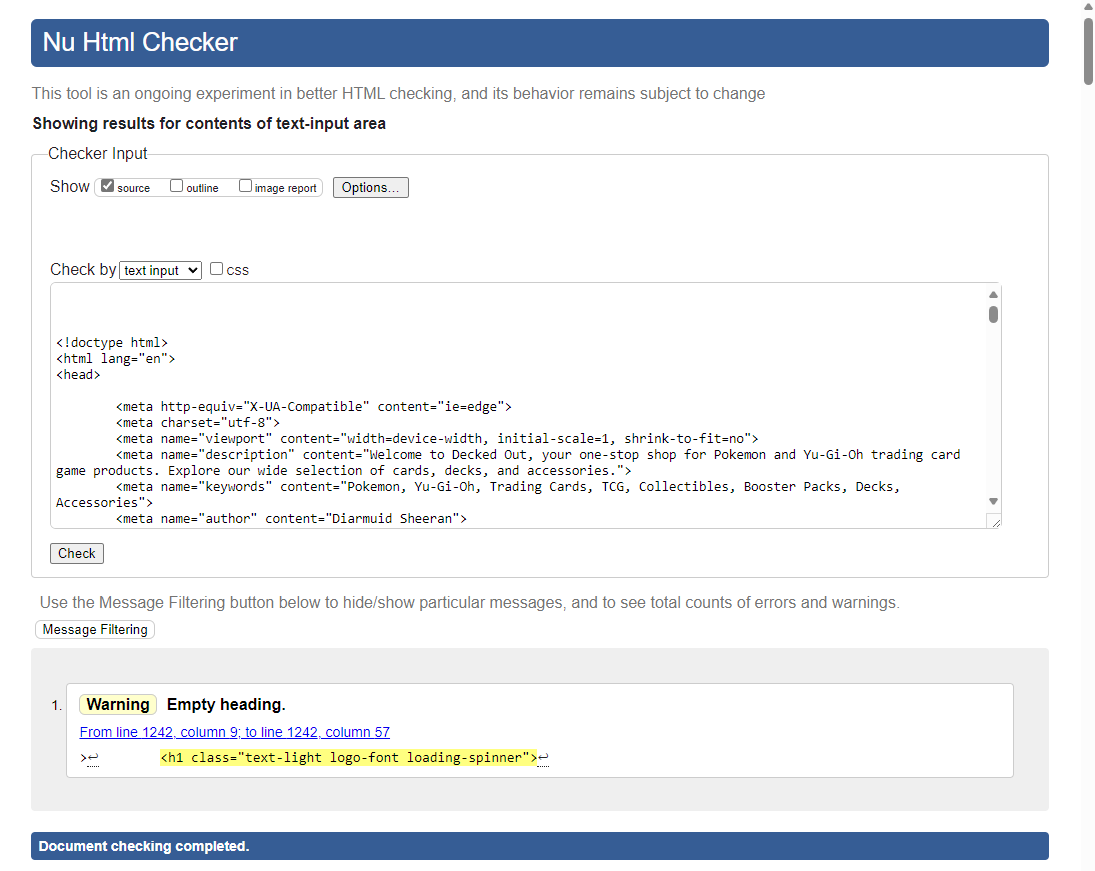 Nu Html Checker
This tool is an ongoing experiment in better HTML checking, and its behavior remains subject to change
Showing results for contents of text-input area
Checker Input
Show source outline image report Options...
Check by text input css
<!doctype html>
<html lang="en">
<head>
<meta http-equiv="X-UA-Compatible" content="ie=edge">
<meta charset="utf-8">
<meta name="viewport" content="width=device-width, initial-scale=1, shrink-to-fit=no">
<meta name="description" content="Welcome to Decked Out, your one-stop shop for Pokemon and Yu-Gi-Oh trading card
game products. Explore our wide selection of cards, decks, and accessories.">
<meta name="keywords" content="Pokemon, Yu-Gi-Oh, Trading Cards, TCG, Collectibles, Booster Packs, Decks,
Accessories">
<meta name="author" content="Diarmuid Sheeran">
Check
Use the Message Filtering button below to hide/show particular messages, and to see total counts of errors and warnings.
Message Filtering
1. Warning Empty heading.
From line 1242, column 9; to line 1242, column 57
>↩ <h1 class="text-light logo-font loading-spinner">↩
Document checking completed.